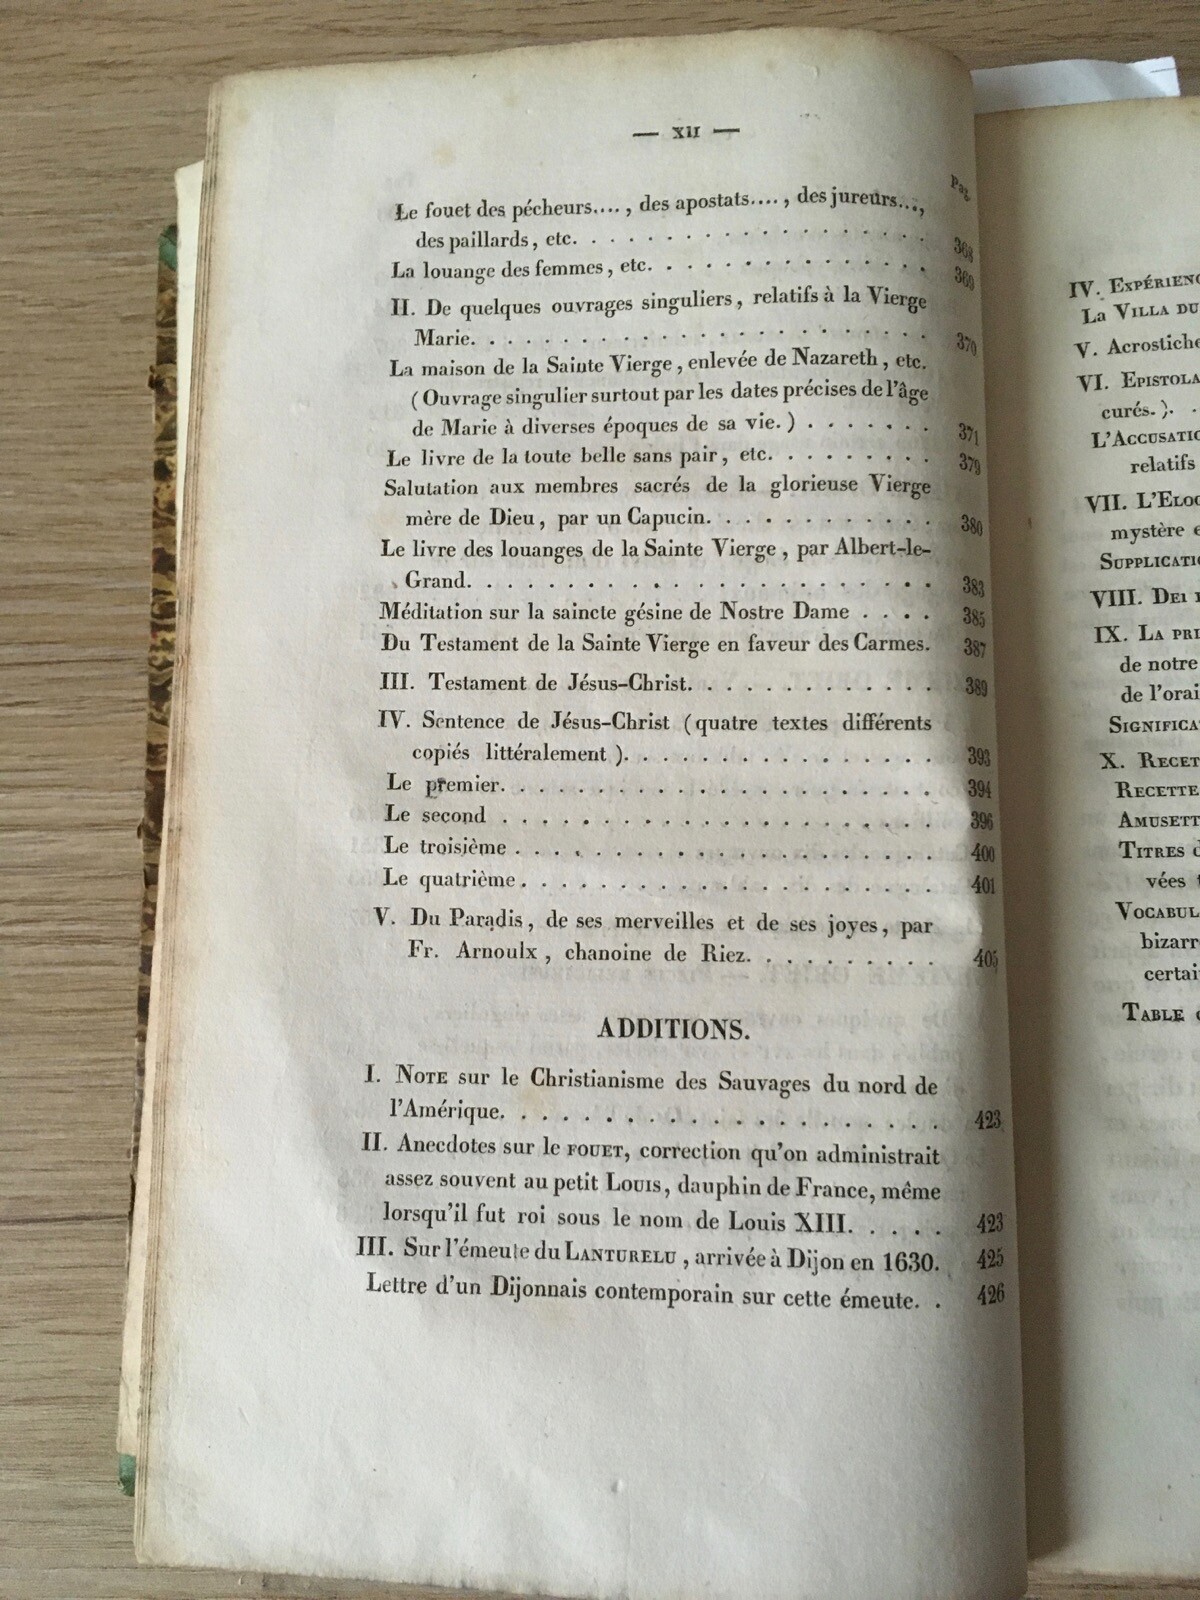 — XII —
Pag.
Le fouet des pécheurs...., des apostats...., des jureurs...,
des paillards, etc. . . . . . . . . . . . . . . . . . . 368
La louange des femmes, etc. . . . . . . . . . . . . . . 369
II. De quelques ouvrages singuliers, relatifs à la Vierge
Marie. . . . . . . . . . . . . . . . . . . . . . . . 370
La maison de la Sainte Vierge, enlevée de Nazareth, etc.
(Ouvrage singulier surtout par les dates précises de l'âge
de Marie à diverses époques de sa vie.) . . . . . . . 371
Le livre de la toute belle sans pair, etc. . . . . . . . . 379
Salutation aux membres sacrés de la glorieuse Vierge
mère de Dieu, par un Capucin. . . . . . . . . . . . 380
Le livre des louanges de la Sainte Vierge, par Albert-le-
Grand. . . . . . . . . . . . . . . . . . . . . . . . 383
Méditation sur la saincte gésine de Nostre Dame . . . . 385
Du Testament de la Sainte Vierge en faveur des Carmes. 387
III. Testament de Jésus-Christ. . . . . . . . . . . . . 389
IV. Sentence de Jésus-Christ (quatre textes différents
copiés littéralement). . . . . . . . . . . . . . . . 393
Le premier. . . . . . . . . . . . . . . . . . . . . . 394
Le second . . . . . . . . . . . . . . . . . . . . . . 396
Le troisième . . . . . . . . . . . . . . . . . . . . . 400
Le quatrième. . . . . . . . . . . . . . . . . . . . . 401
V. Du Paradis, de ses merveilles et de ses joyes, par
Fr. Arnoulx, chanoine de Riez. . . . . . . . . . 405
ADDITIONS.
I. NOTE sur le Christianisme des Sauvages du nord de
l'Amérique. . . . . . . . . . . . . . . . . . . . 423
II. Anecdotes sur le FOUET, correction qu'on administrait
assez souvent au petit LOUIS, dauphin de France, même
lorsqu'il fut roi sous le nom de Louis XIII. . . . . 423
III. Sur l'émeute du LANTURELU, arrivée à Dijon en 1630. 425
Lettre d'un Dijonnais contemporain sur cette émeute. . 426
IV.
LA VILLA DU
V. Acrostiche
VI.
curés.). .
relatifs
VII.
mystère
VIII. DEI
IX. LA
de notre
de l'orai
X.
RECETTE
TITRES
vées
bizarr
certai
TABLE